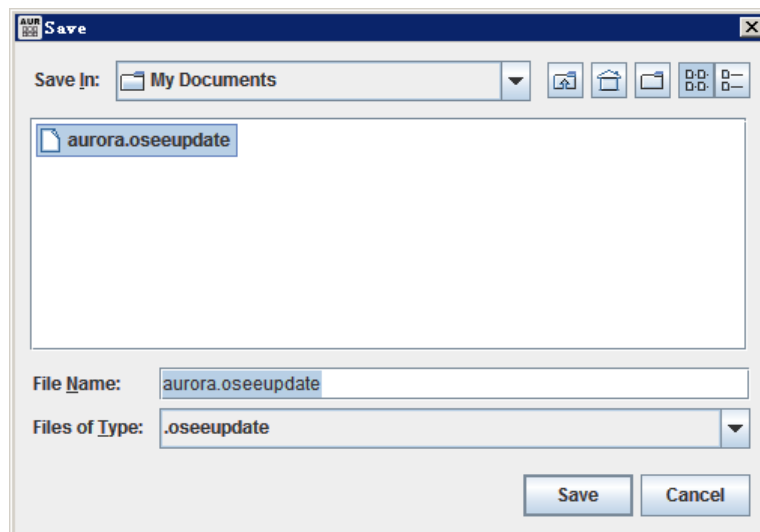 AUR Save
Save In: My Documents
aurora.oseeupdate
File Name: aurora.oseeupdate
Files of Type: .oseeupdate
Save Cancel